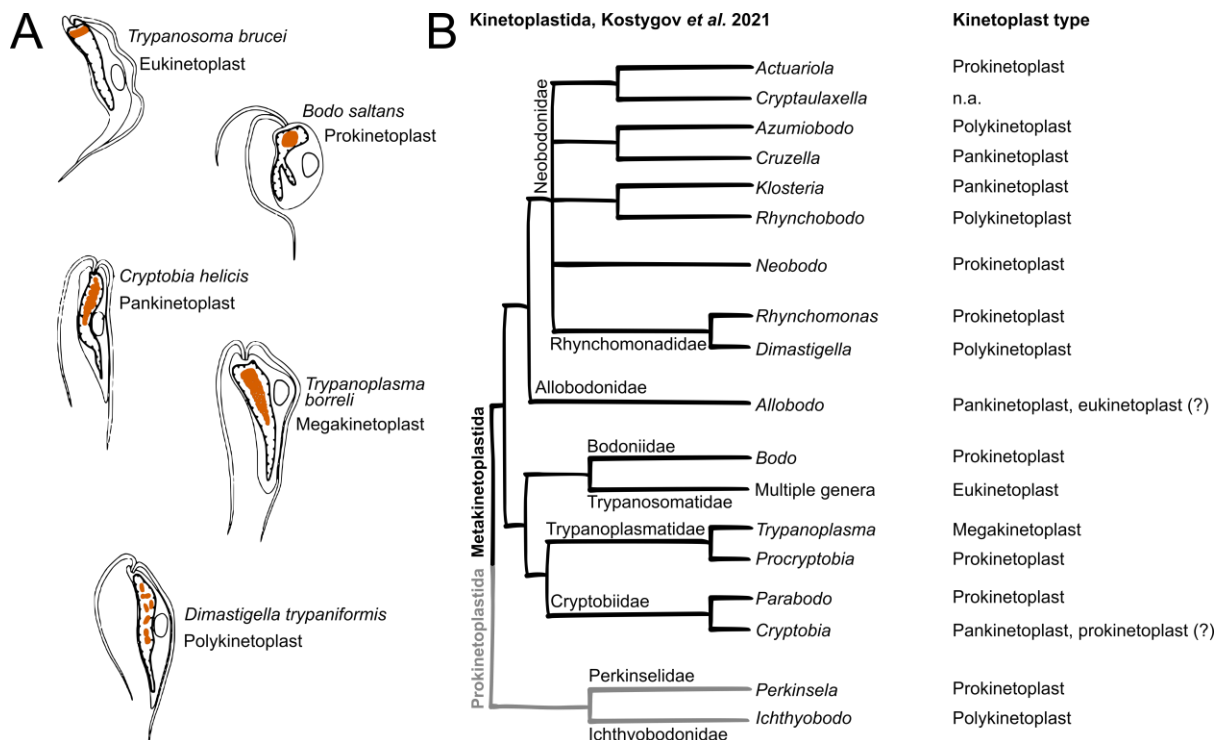 A
Trypanosoma brucei
Eukinetoplast
Bodo saltans
Prokinetoplast
Cryptobia helicis
Pankinetoplast
Trypanoplasma
borreli
Megakinetoplast
Dimastigella trypaniformis
Polykinetoplast
B
Kinetoplastida, Kostygov et al. 2021
Kinetoplast type
Metakinetoplastida
Prokinetoplastida
Neobodonidae
Actuariola Prokinetoplast
Cryptaulaxella n.a.
Azumiobodo Polykinetoplast
Cruzella Pankinetoplast
Klosteria Pankinetoplast
Rhynchobodo Polykinetoplast
Neobodo Prokinetoplast
Rhynchomonas Prokinetoplast
Rhynchomonadidae
Dimastigella Polykinetoplast
Allobodonidae
Allobodo Pankinetoplast, eukinetoplast (?)
Bodoniidae
Bodo Prokinetoplast
Multiple genera Eukinetoplast
Trypanosomatidae
Trypanoplasmatidae
Trypanoplasma Megakinetoplast
Procryptobia Prokinetoplast
Cryptobiidae
Parabodo Prokinetoplast
Cryptobia Pankinetoplast, prokinetoplast (?)
Perkinselidae
Perkinsela Prokinetoplast
Ichthyobodo Polykinetoplast
Ichthyobodonidae